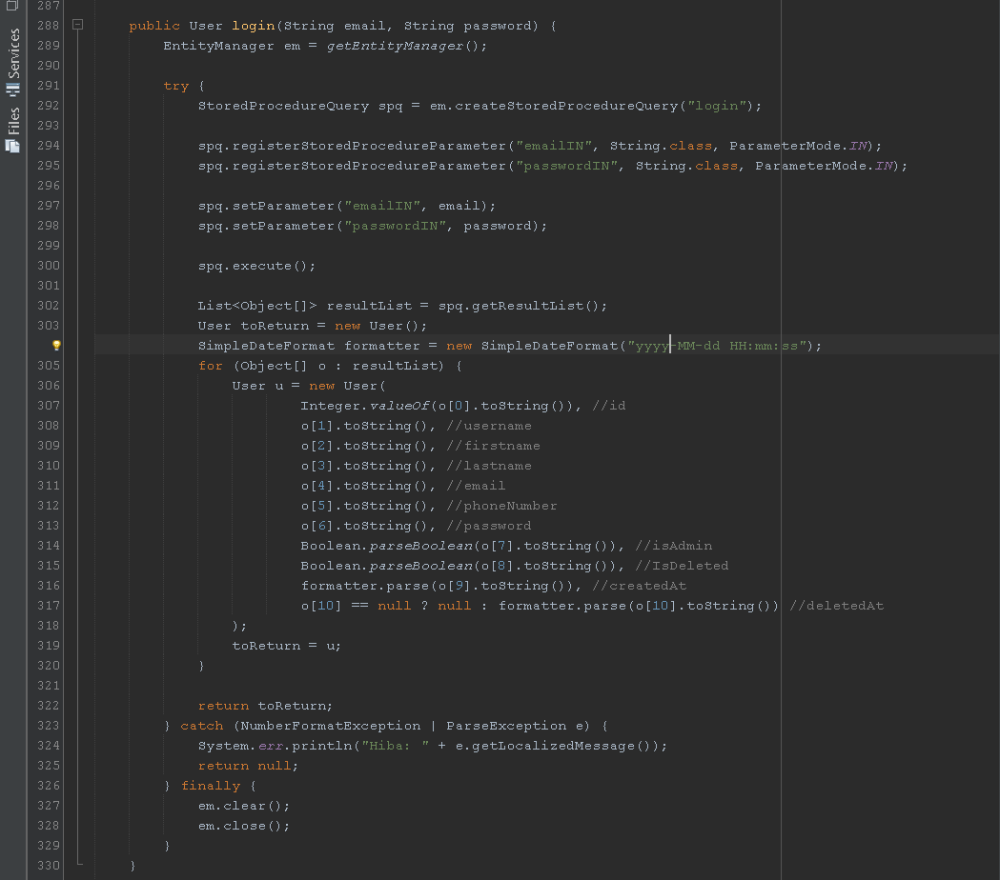 Services
Files
287
288 public User login(String email, String password) {
289 EntityManager em = getEntityManager();
290
291 try {
292 StoredProcedureQuery spq = em.createStoredProcedureQuery("login");
293
294 spq.registerStoredProcedureParameter("emailIN", String.class, ParameterMode.IN);
295 spq.registerStoredProcedureParameter("passwordIN", String.class, ParameterMode.IN);
296
297 spq.setParameter("emailIN", email);
298 spq.setParameter("passwordIN", password);
299
300 spq.execute();
301
302 List<Object[]> resultList = spq.getResultList();
303 User toReturn = new User();
SimpleDateFormat formatter = new SimpleDateFormat("yyyy-MM-dd HH:mm:ss");
305 for (Object[] o : resultList) {
306 User u = new User(
307 Integer.valueOf(o[0].toString()), //id
308 o[1].toString(), //username
309 o[2].toString(), //firstname
310 o[3].toString(), //lastname
311 o[4].toString(), //email
312 o[5].toString(), //phoneNumber
313 o[6].toString(), //password
314 Boolean.parseBoolean(o[7].toString()), //isAdmin
315 Boolean.parseBoolean(o[8].toString()), //IsDeleted
316 formatter.parse(o[9].toString()), //createdAt
317 o[10] == null ? null : formatter.parse(o[10].toString()) //deletedAt
318 );
319 toReturn = u;
320 }
321
322 return toReturn;
323 } catch (NumberFormatException | ParseException e) {
324 System.err.println("Hiba: " + e.getLocalizedMessage());
325 return null;
326 } finally {
327 em.clear();
328 em.close();
329 }
330 }